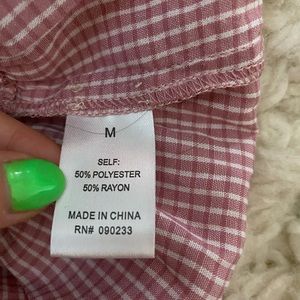 M
SELF:
50% POLYESTER
50% RAYON
MADE IN CHINA
RN# 090233